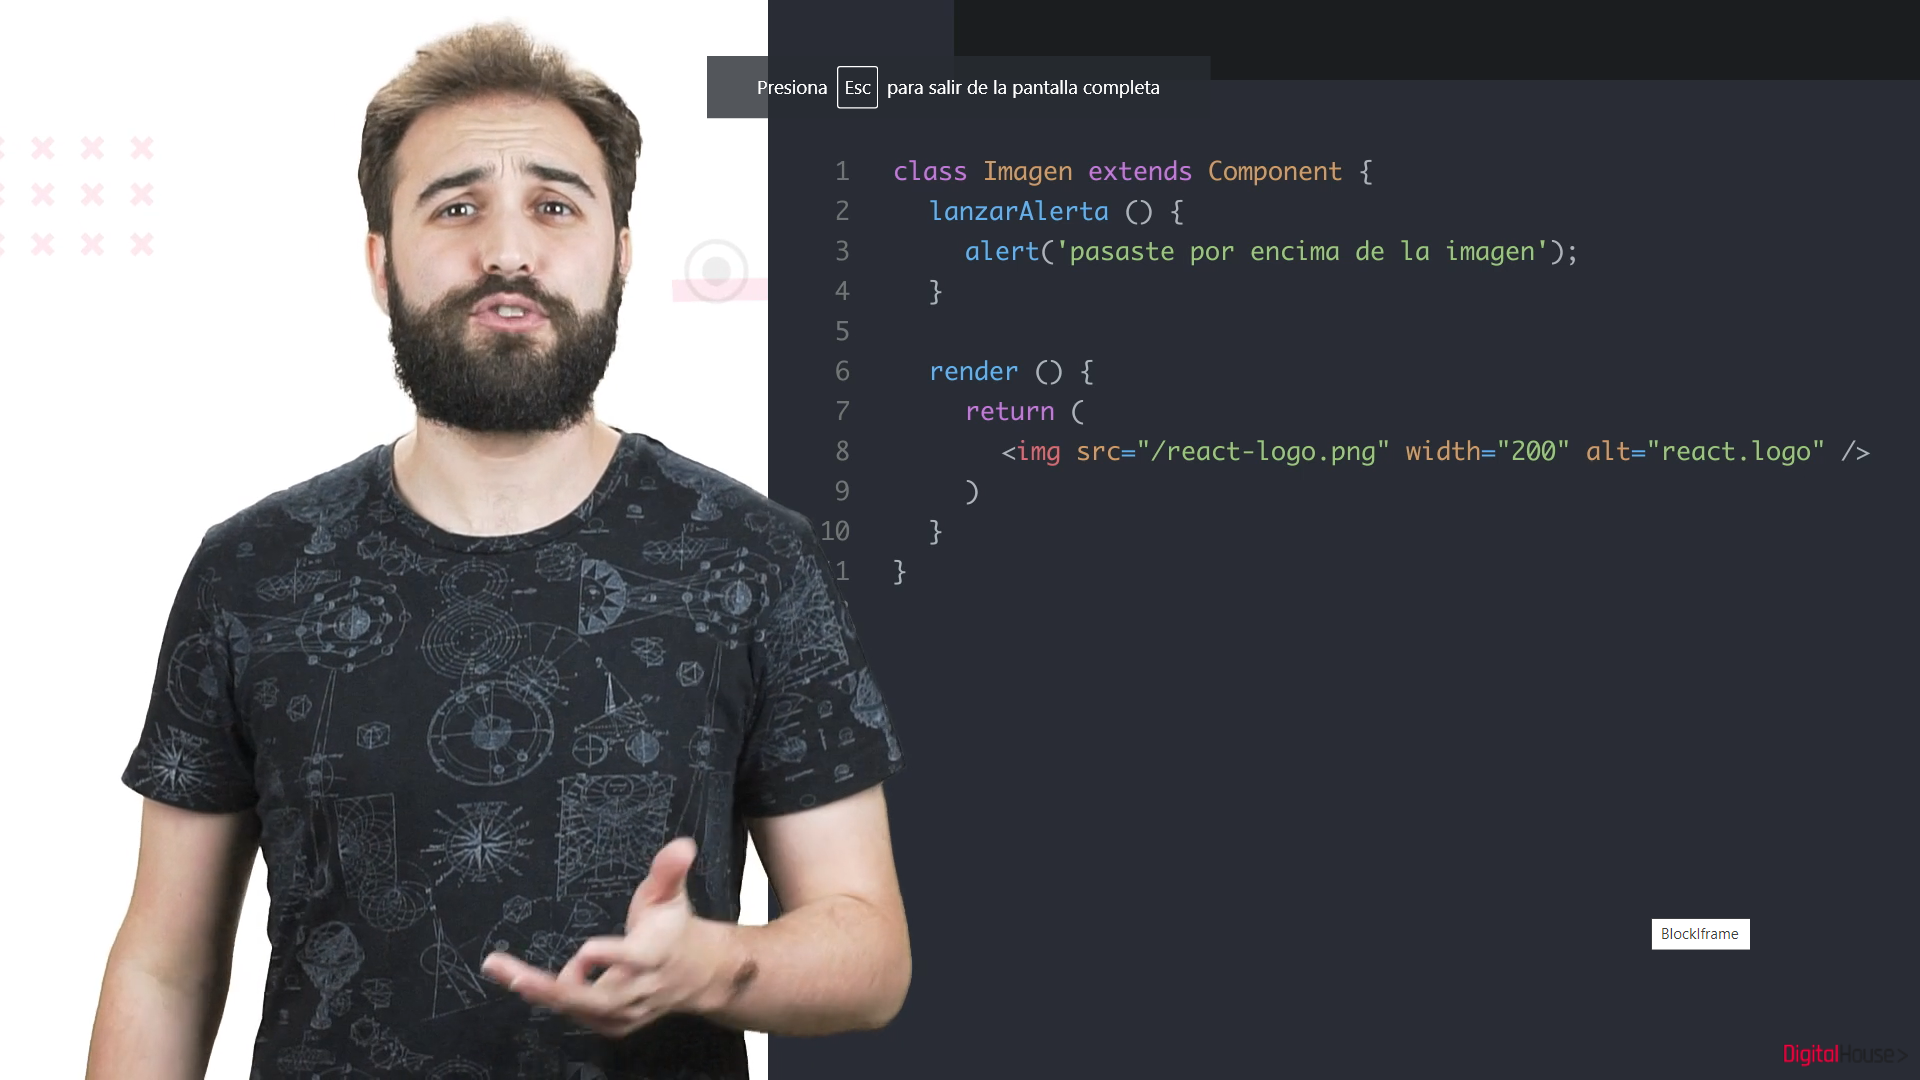 Presiona Esc para salir de la pantalla completa
1 class Imagen extends Component {
2 lanzarAlerta () {
3 alert('pasaste por encima de la imagen');
4 }
5
6 render () {
7 return (
8 <img src="/react-logo.png" width="200" alt="react.logo" />
9 )
10 }
1 }
BlockIframe
DigitalHouse>